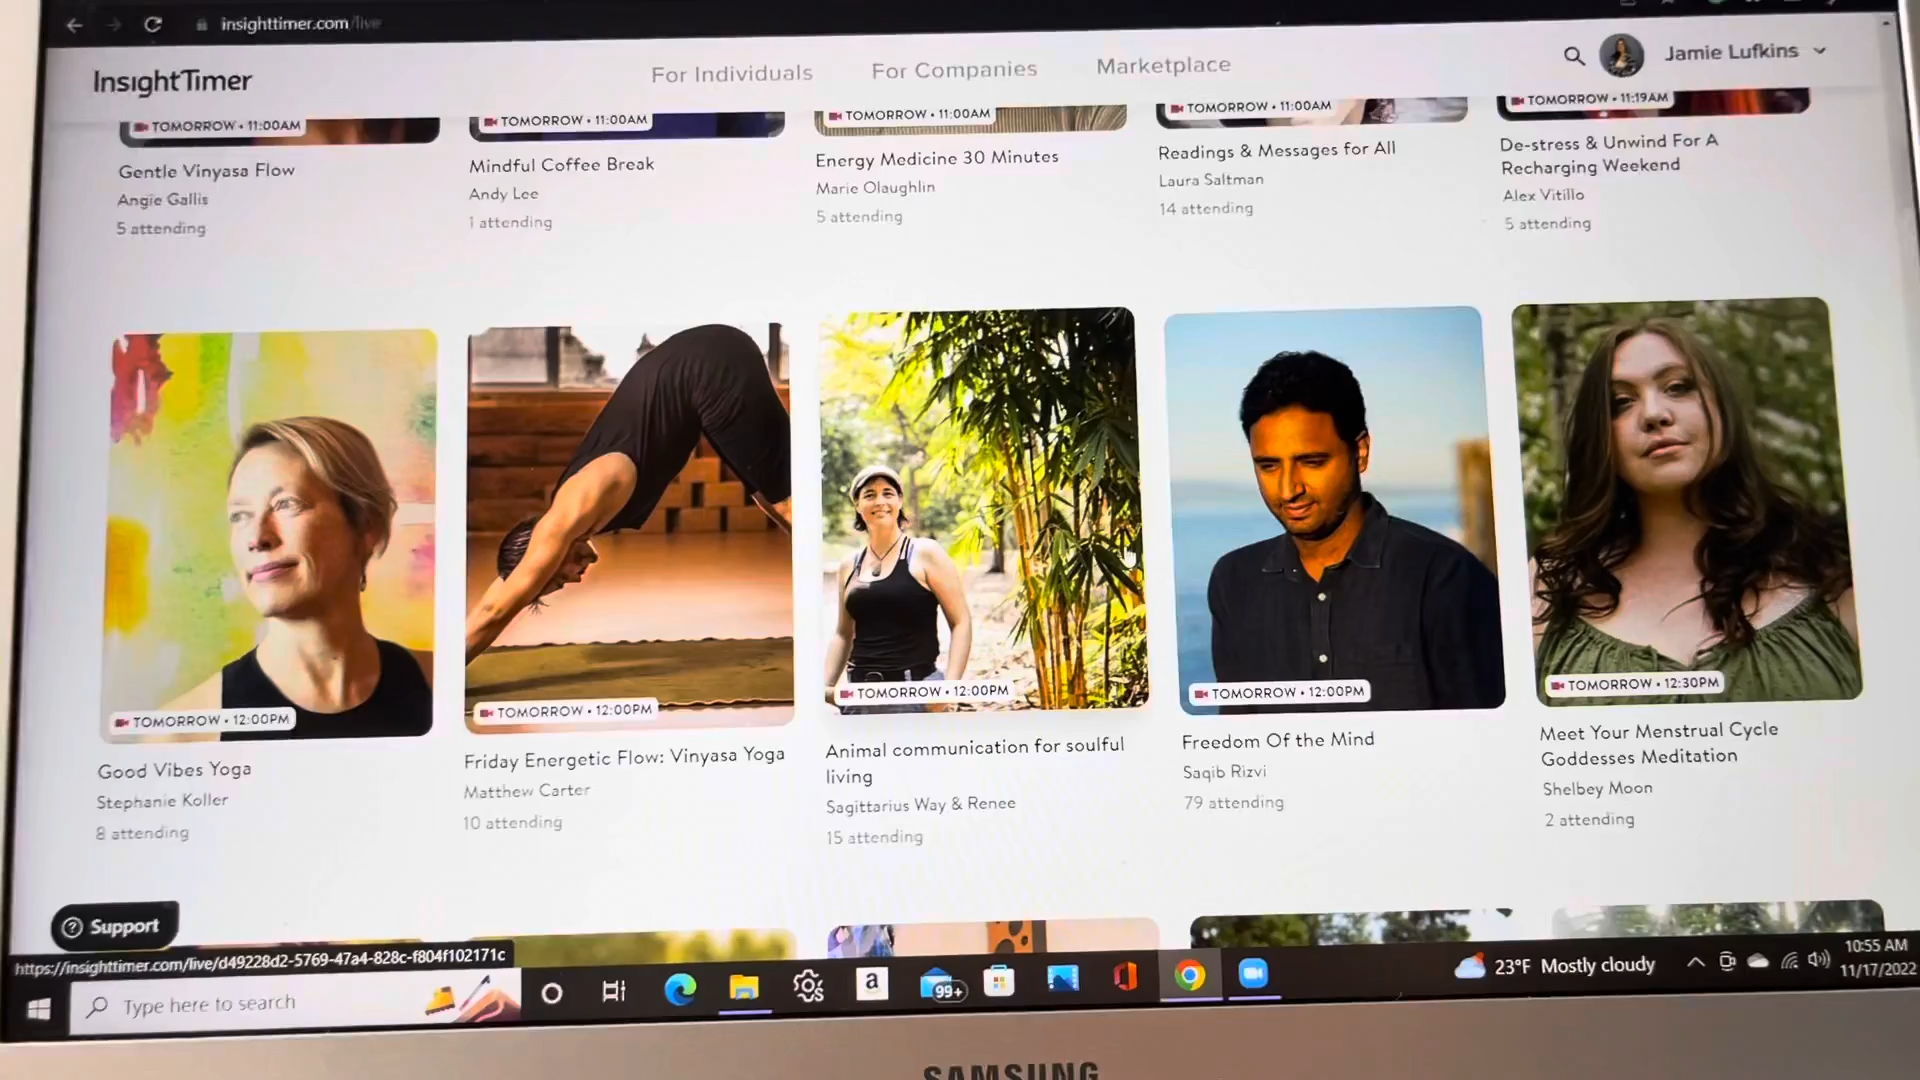 insighttimer.com/live
InsightTimer
For Individuals
For Companies
Marketplace
Jamie Lufkins
TOMORROW • 11:00AM
TOMORROW • 11:00AM
TOMORROW • 11:00AM
TOMORROW • 11:00AM
TOMORROW • 11:19AM
Gentle Vinyasa Flow
Angie Gallis
5 attending
Mindful Coffee Break
Andy Lee
1 attending
Energy Medicine 30 Minutes
Marie Olaughlin
5 attending
Readings & Messages for All
Laura Saltman
14 attending
De-stress & Unwind For A
Recharging Weekend
Alex Vitillo
5 attending
TOMORROW • 12:00PM
Good Vibes Yoga
Stephanie Koller
8 attending
TOMORROW • 12:00PM
Friday Energetic Flow: Vinyasa Yoga
Matthew Carter
10 attending
TOMORROW • 12:00PM
Animal communication for soulful
living
Sagittarius Way & Renee
15 attending
TOMORROW • 12:00PM
Freedom Of the Mind
Saqib Rizvi
79 attending
TOMORROW • 12:30PM
Meet Your Menstrual Cycle
Goddesses Meditation
Shelbey Moon
2 attending
Support
https://insighttimer.com/live/d49228d2-5769-47a4-828c-f804f102171c
Type here to search
a
99+
23°F Mostly cloudy
10:55 AM
11/17/2022
SAMSUNG